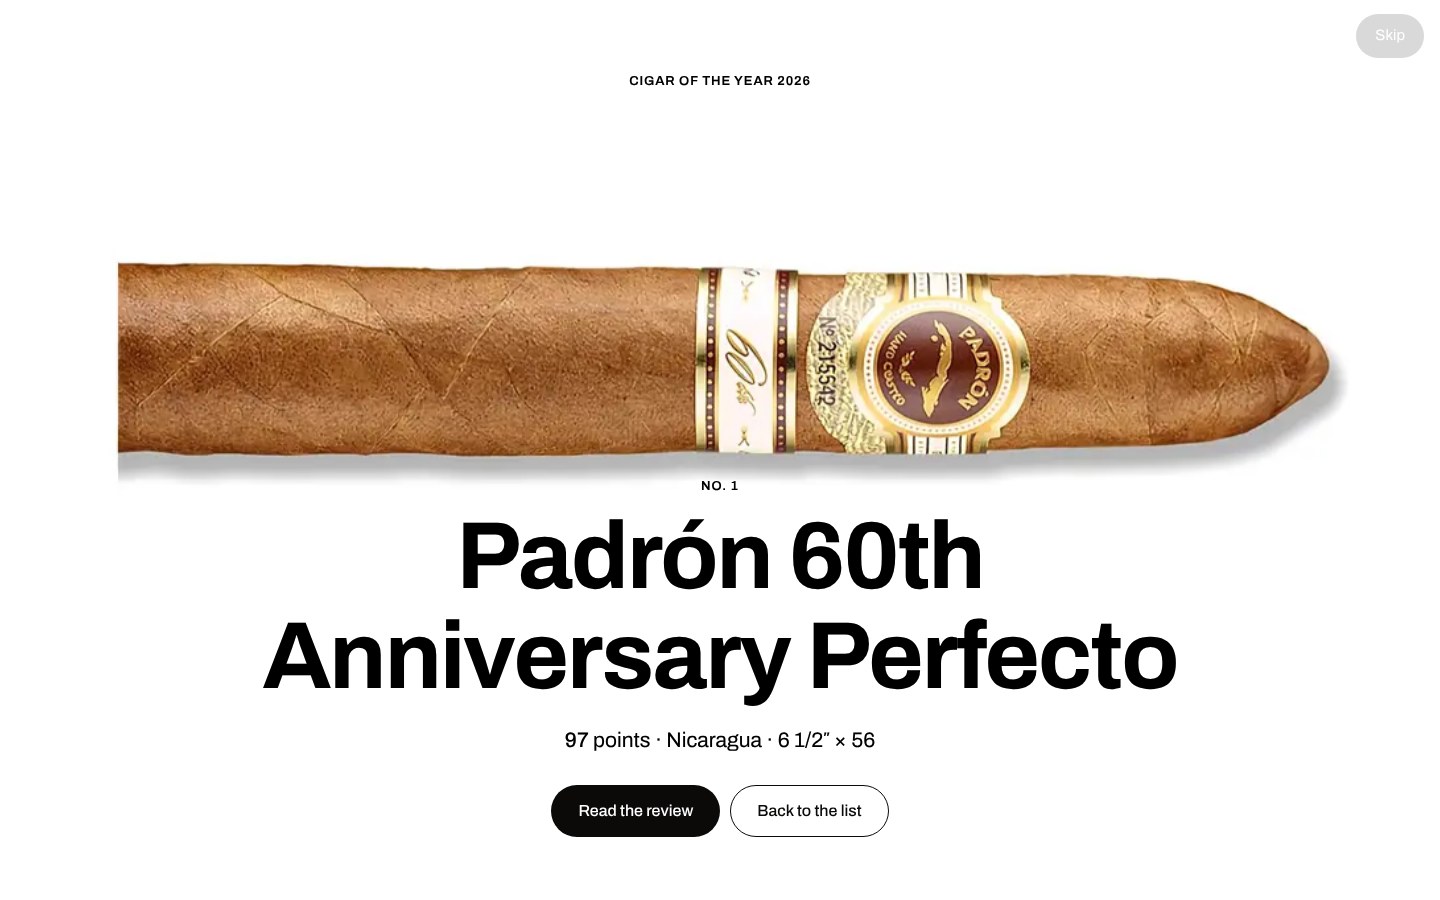 Skip
CIGAR OF THE YEAR 2026
60th
Nº 215542
PADRÓN
HAND CRAFTED
NO. 1
Padrón 60th
Anniversary Perfecto
97 points · Nicaragua · 6 1/2″ × 56
Read the review
Back to the list